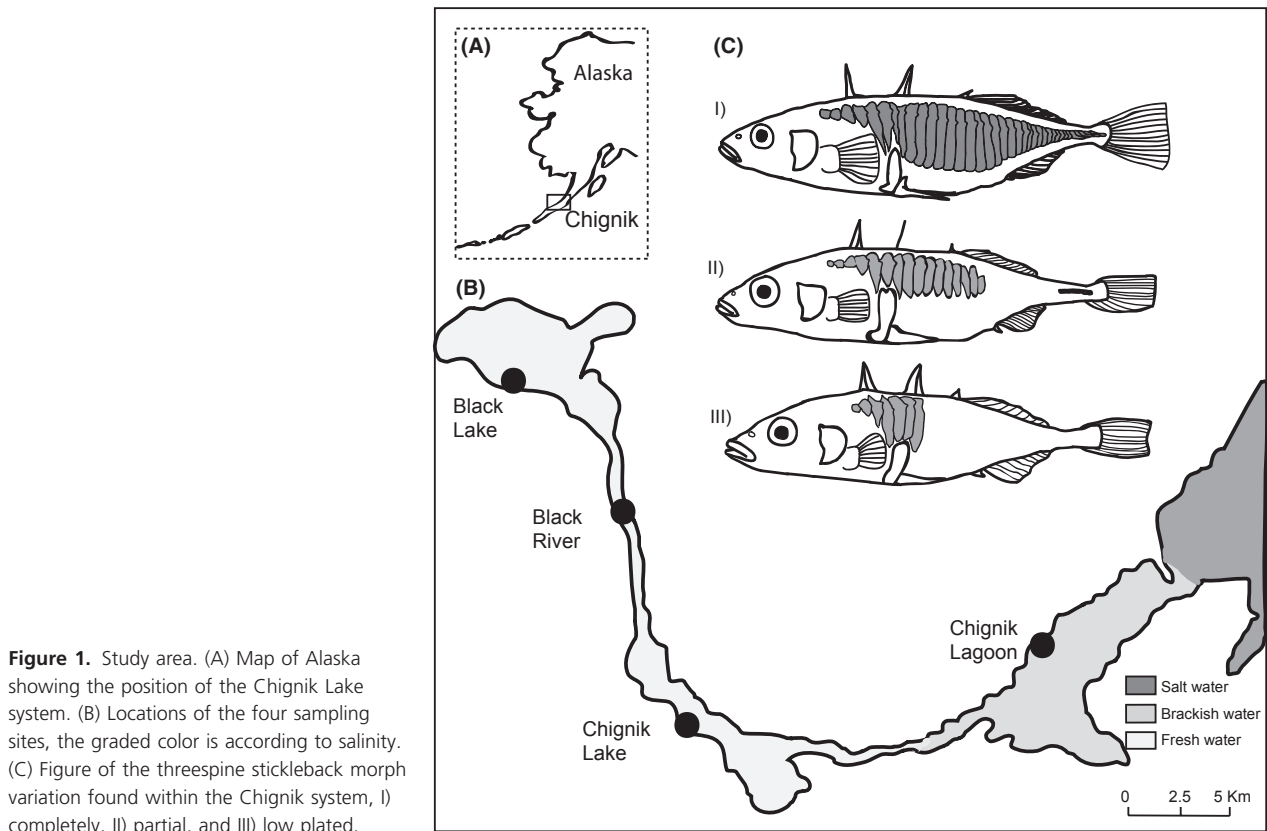 (A)
Alaska
Chignik
(C)
I)
II)
III)
(B)
Black
Lake
Black
River
Chignik
Lake
Chignik
Lagoon
Salt water
Brackish water
Fresh water
0 2.5 5 Km
Figure 1. Study area. (A) Map of Alaska
showing the position of the Chignik Lake
system. (B) Locations of the four sampling
sites, the graded color is according to salinity.
(C) Figure of the threespine stickleback morph
variation found within the Chignik system, I)
completely, II) partial, and III) low plated.